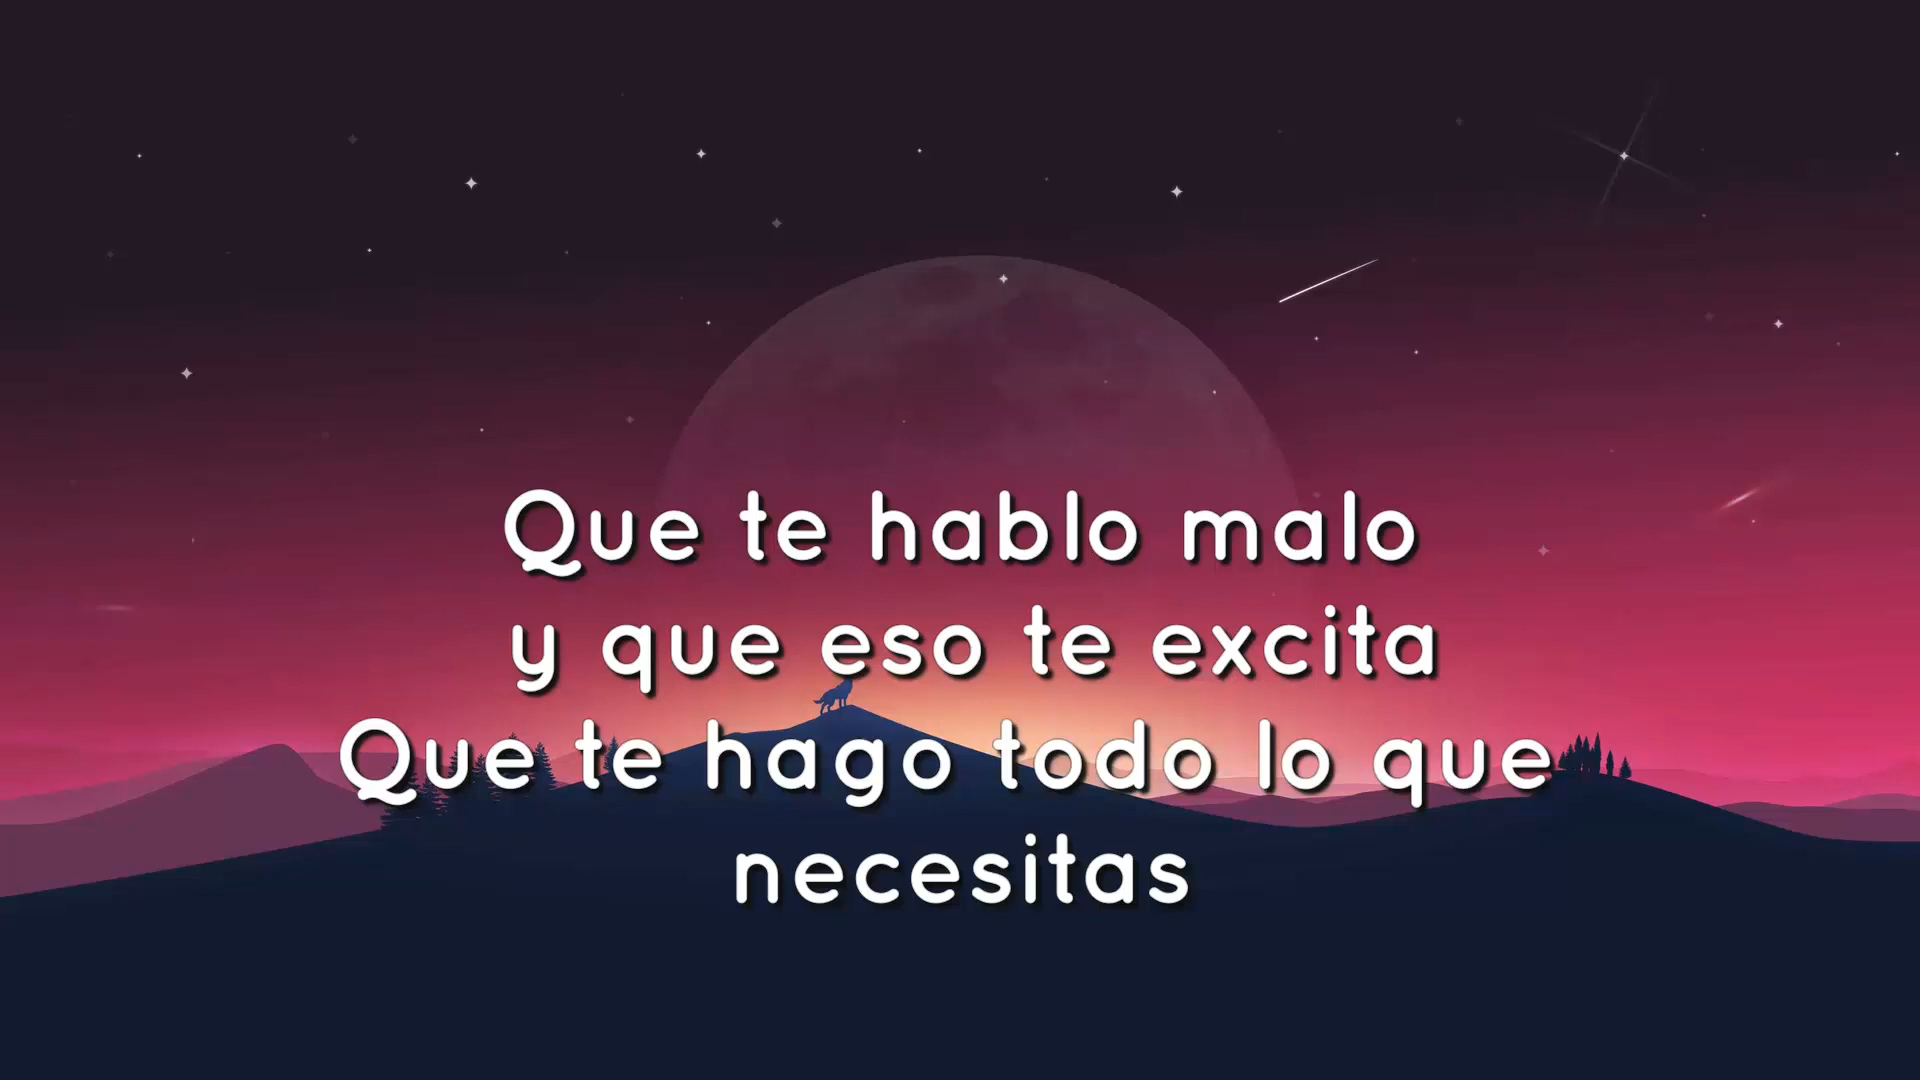 Que te hablo malo
y que eso te excita
Que te hago todo lo que
necesitas